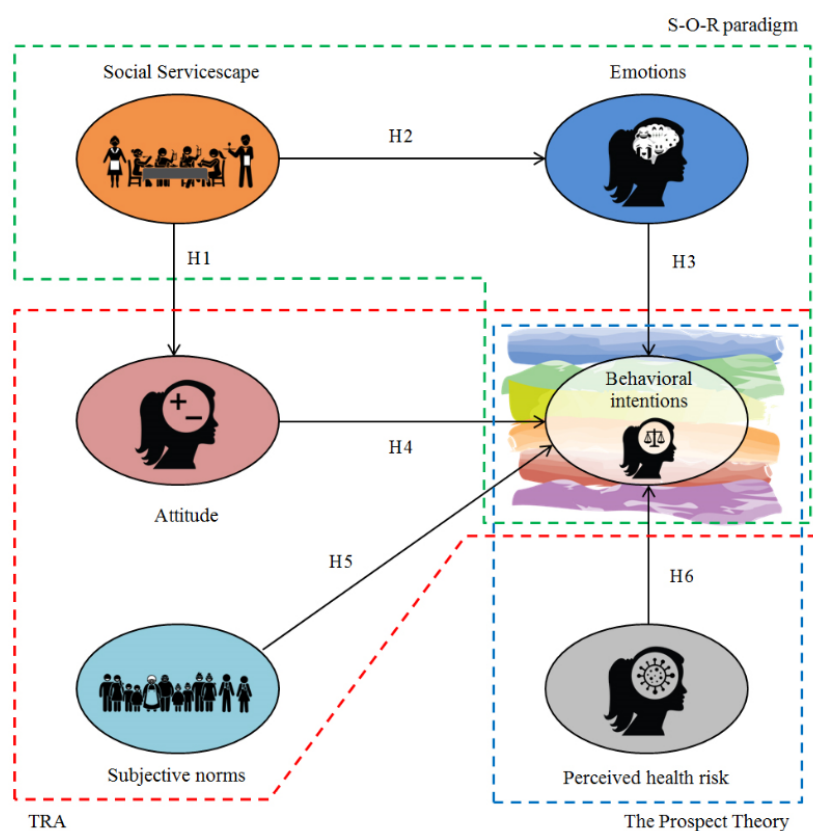 S-O-R paradigm
Social Servicescape
Emotions
H2
H1
H3
Behavioral
intentions
+
−
H4
Attitude
H5
H6
Subjective norms
Perceived health risk
TRA
The Prospect Theory